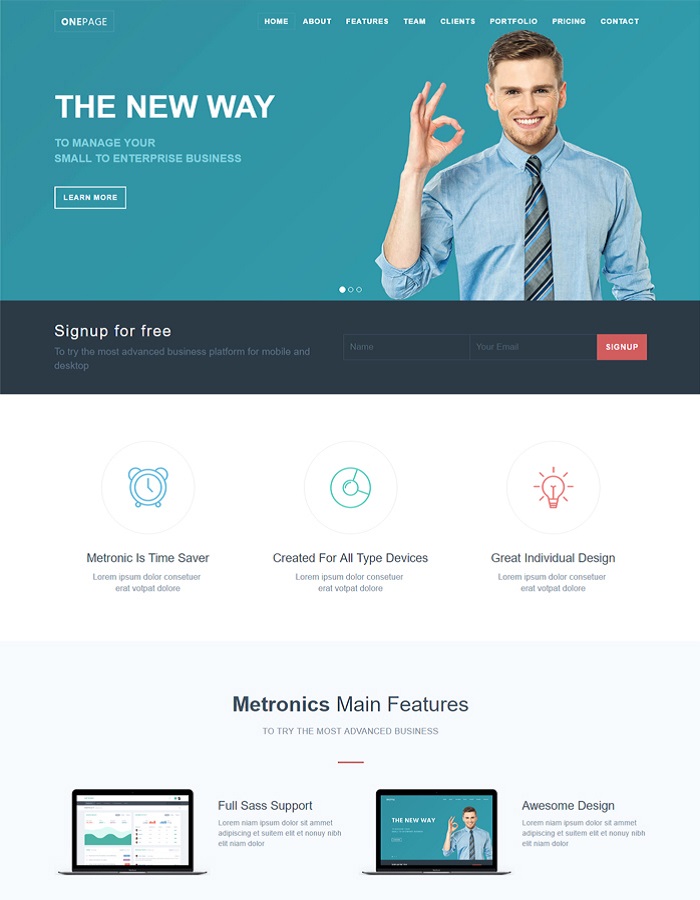 ONEPAGE
HOME ABOUT FEATURES TEAM CLIENTS PORTFOLIO PRICING CONTACT
THE NEW WAY
TO MANAGE YOUR
SMALL TO ENTERPRISE BUSINESS
LEARN MORE
Signup for free
To try the most advanced business platform for mobile and
desktop
Name
Your Email
SIGNUP
Metronic Is Time Saver
Lorem ipsum dolor consetuer
erat votpat dolore
Created For All Type Devices
Lorem ipsum dolor consetuer
erat votpat dolore
Great Individual Design
Lorem ipsum dolor consetuer
erat votpat dolore
Metronics Main Features
TO TRY THE MOST ADVANCED BUSINESS
Full Sass Support
Lorem ipsum dolor sit ammet
adipiscing et suitem elit et nonuy nibh
elit niam dolor
THE NEW WAY
Awesome Design
Lorem ipsum dolor sit ammet
adipiscing et suitem elit et nonuy nibh
elit niam dolor